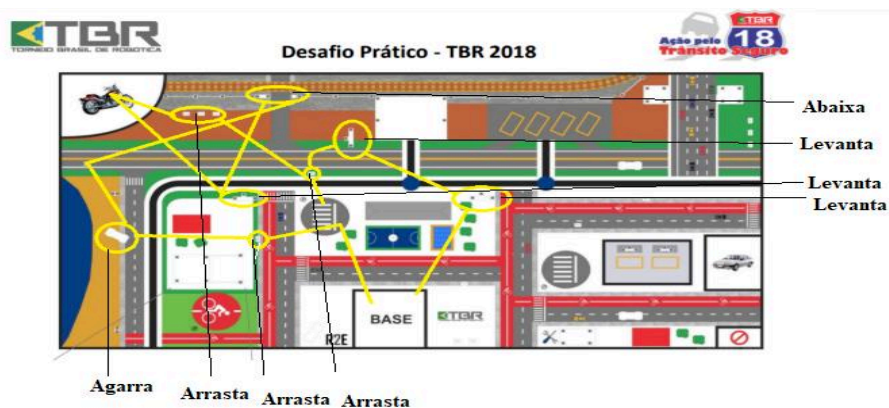 TBR
TORNEIO BRASIL DE ROBÓTICA
Desafio Prático - TBR 2018
TBR
18
Ação pelo
Trânsito Seguro
Abaixa
Levanta
Levanta
Levanta
BASE
TBR
R2E
Agarra
Arrasta
Arrasta
Arrasta